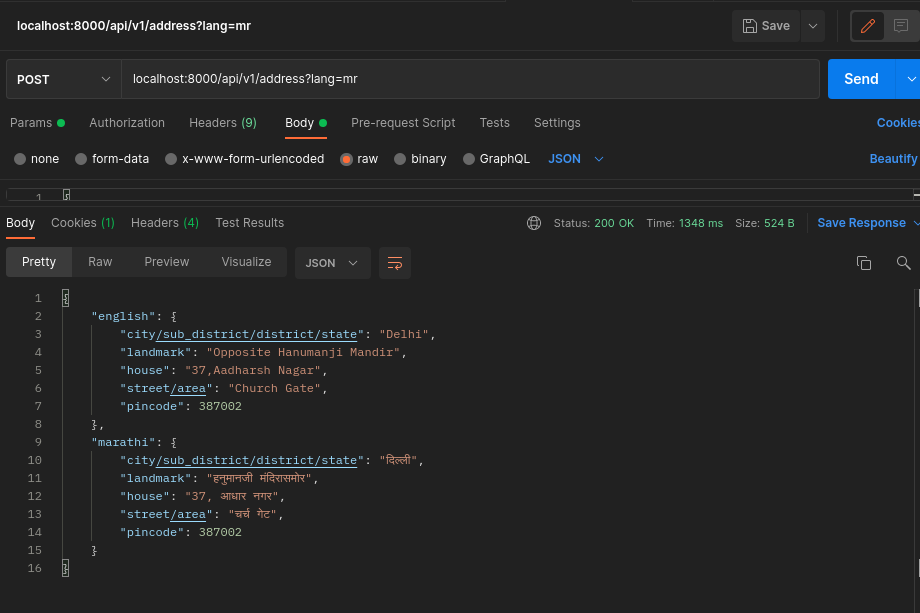 localhost:8000/api/v1/address?lang=mr
Save
POST localhost:8000/api/v1/address?lang=mr Send
Params Authorization Headers (9) Body Pre-request Script Tests Settings Cookies
none form-data x-www-form-urlencoded raw binary GraphQL JSON Beautify
1 {
Body Cookies (1) Headers (4) Test Results Status: 200 OK Time: 1348 ms Size: 524 B Save Response
Pretty Raw Preview Visualize JSON
1 {
2 "english": {
3 "city/sub_district/district/state": "Delhi",
4 "landmark": "Opposite Hanumanji Mandir",
5 "house": "37,Aadharsh Nagar",
6 "street/area": "Church Gate",
7 "pincode": 387002
8 },
9 "marathi": {
10 "city/sub_district/district/state": "दिल्ली",
11 "landmark": "हनुमानजी मंदिरासमोर",
12 "house": "37, आधार नगर",
13 "street/area": "चर्च गेट",
14 "pincode": 387002
15 }
16 }